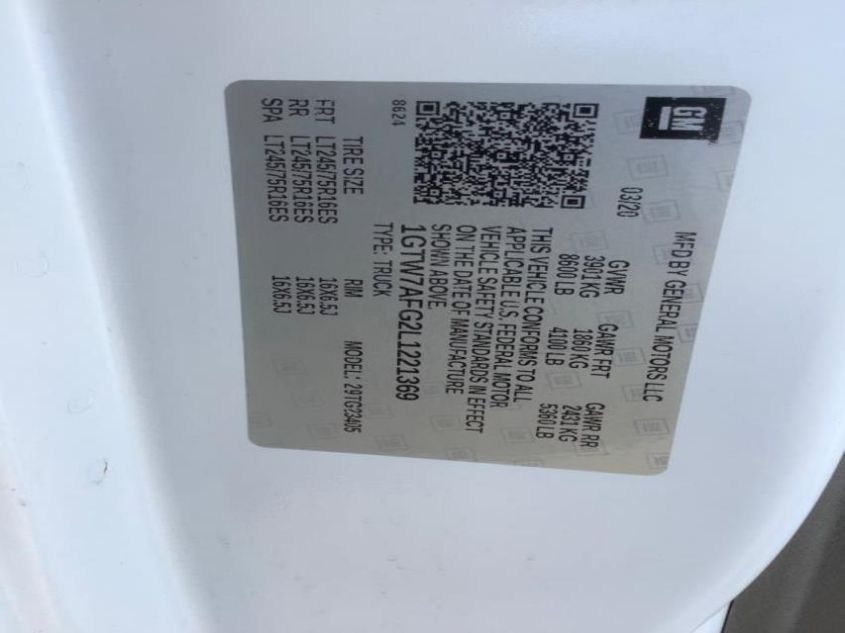 GM
MFD BY GENERAL MOTORS LLC
03/20
GVWR GAWR FRT GAWR RR
3901 KG 1860 KG 2431 KG
8600 LB 4100 LB 5360 LB
THIS VEHICLE CONFORMS TO ALL
APPLICABLE U.S. FEDERAL MOTOR
VEHICLE SAFETY STANDARDS IN EFFECT
ON THE DATE OF MANUFACTURE
SHOWN ABOVE.
1GTW7AFG2L1221369
TYPE: TRUCK MODEL: 29TG23405
8624
TIRE SIZE RIM
FRT LT245/75R16ES 16X6.5J
RR LT245/75R16ES 16X6.5J
SPA LT245/75R16ES 16X6.5J